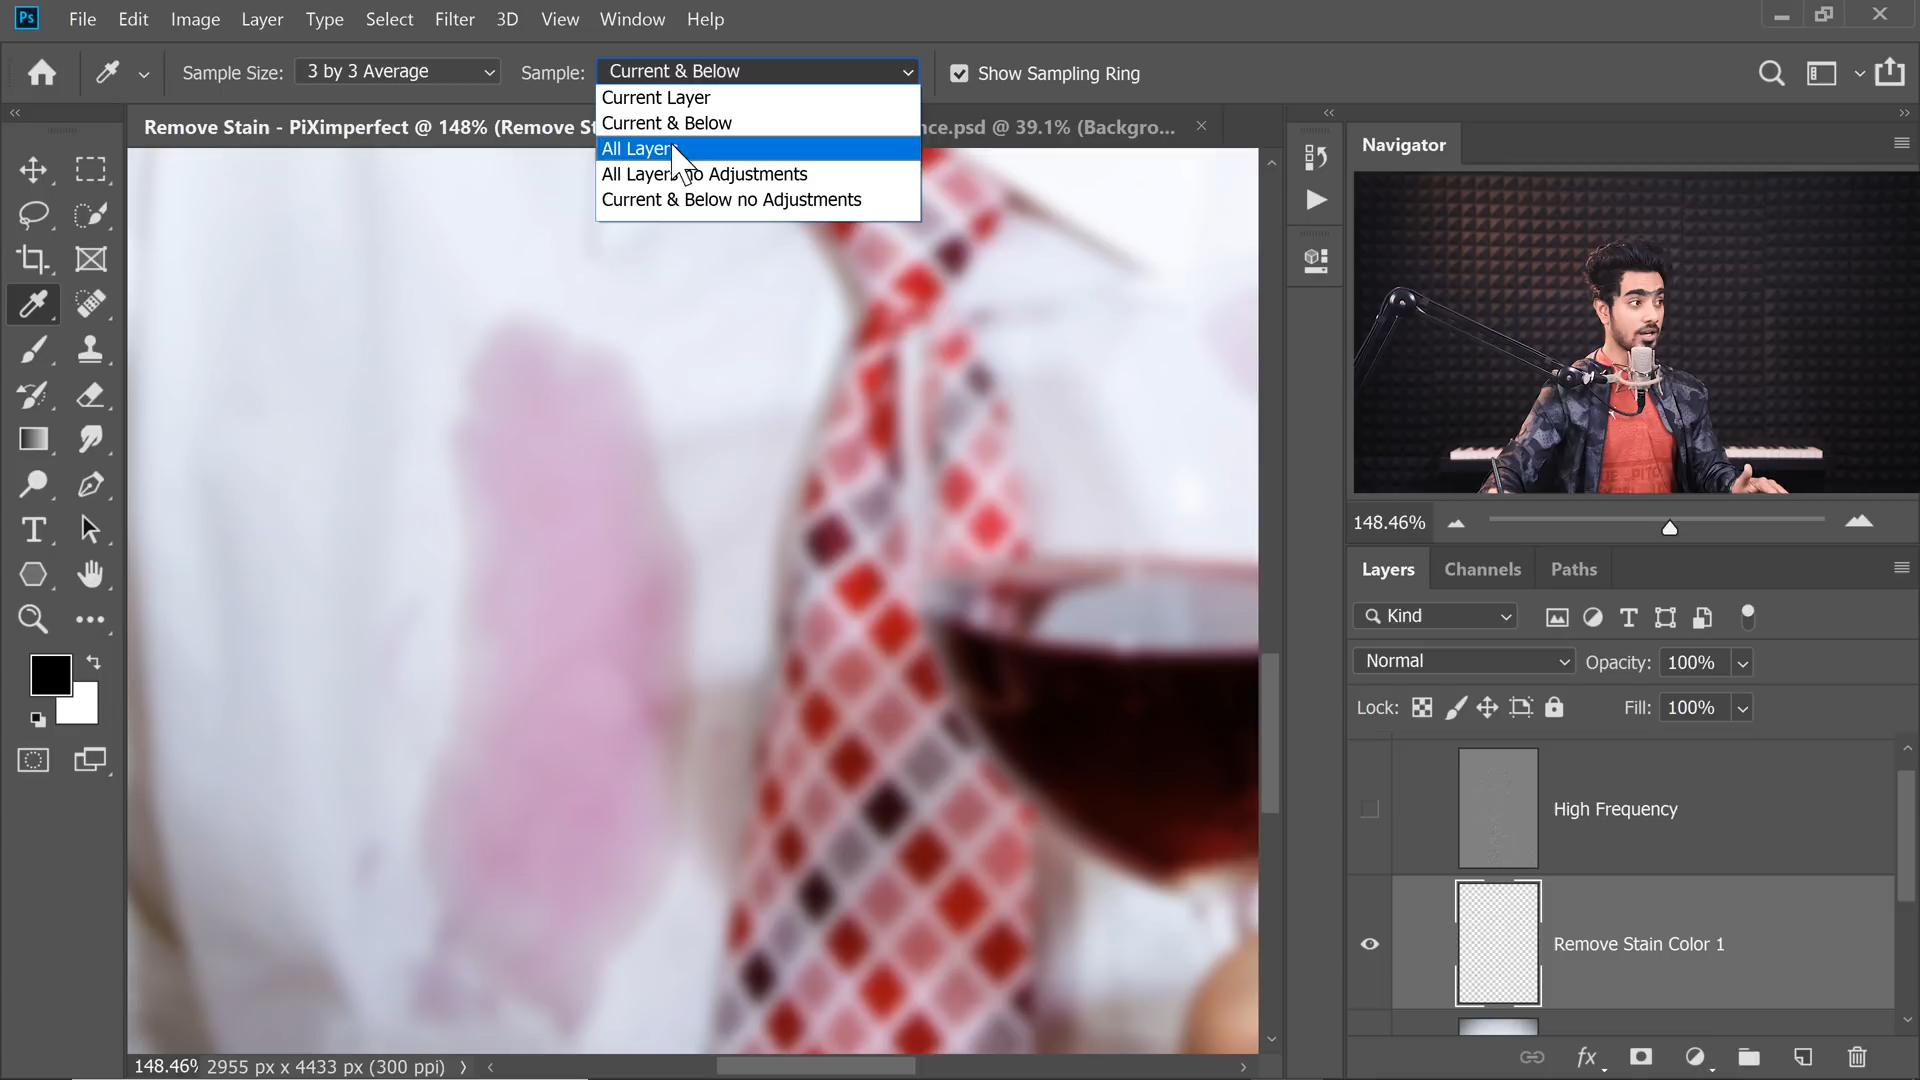 Ps File Edit Image Layer Type Select Filter 3D View Window Help
Sample Size: 3 by 3 Average Sample: Current & Below Show Sampling Ring
Current Layer
Current & Below
All Layers
All Layers no Adjustments
Current & Below no Adjustments
Remove Stain - PiXimperfect @ 148% (Remove St nce.psd @ 39.1% (Backgro...
Navigator
148.46%
Layers Channels Paths
Kind
Normal Opacity: 100%
Lock: Fill: 100%
High Frequency
Remove Stain Color 1
148.46% 2955 px x 4433 px (300 ppi)
fx